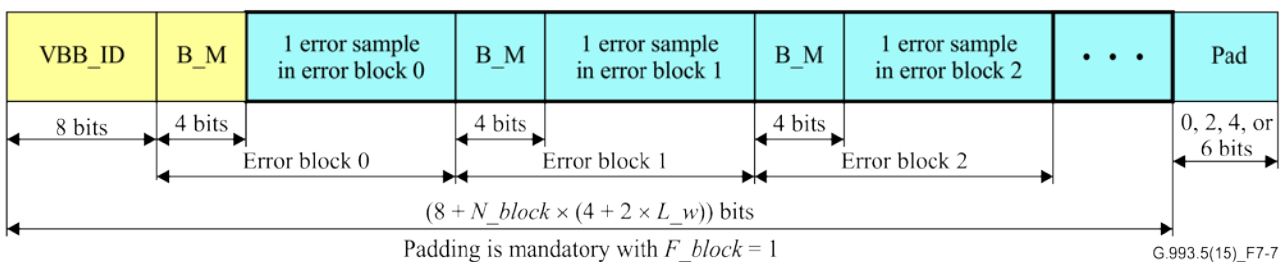 VBB_ID
B_M
1 error sample
in error block 0
B_M
1 error sample
in error block 1
B_M
1 error sample
in error block 2
• • •
Pad
8 bits
4 bits
4 bits
4 bits
0, 2, 4, or
6 bits
Error block 0
Error block 1
Error block 2
(8 + N_block × (4 + 2 × L_w)) bits
Padding is mandatory with F_block = 1
G.993.5(15)_F7-7